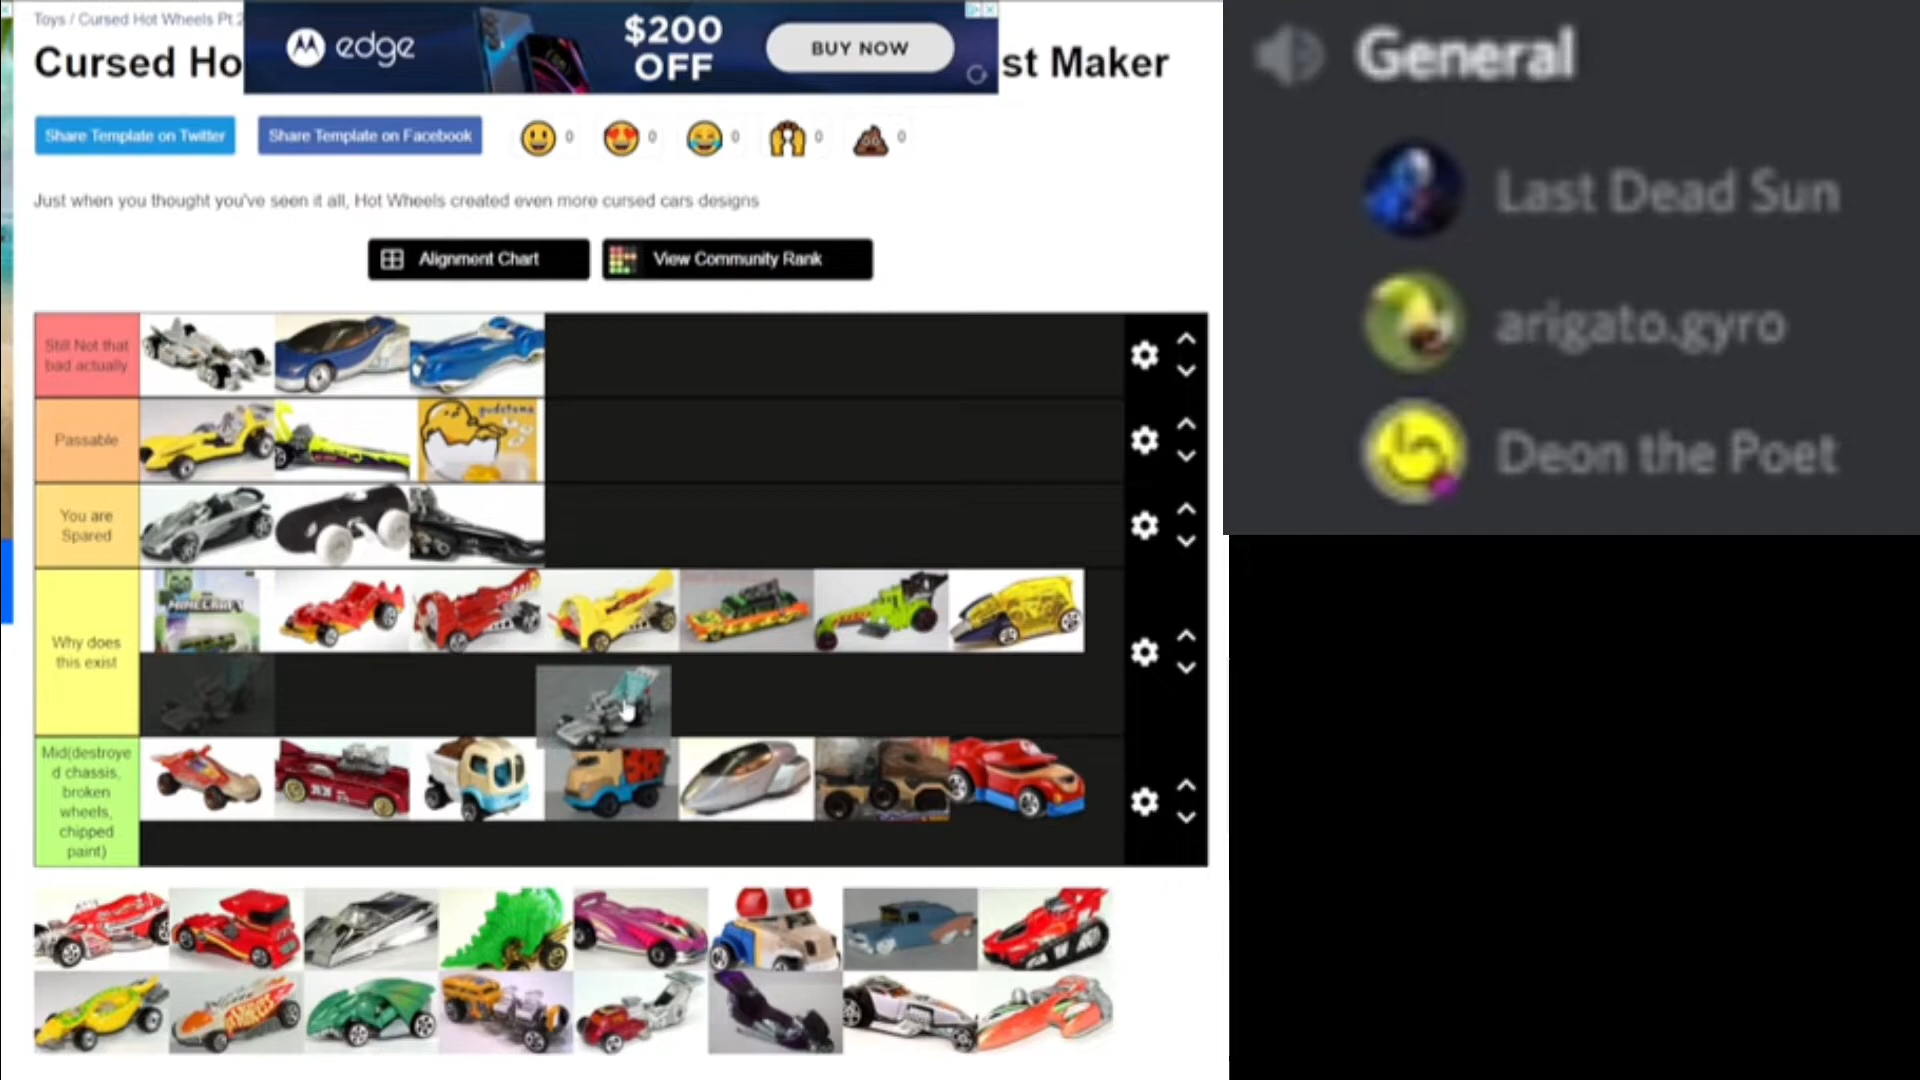 Toys / Cursed Hot Wheels Pt 2
Cursed Ho
st Maker
edge
$200
OFF
BUY NOW
Share Template on Twitter
Share Template on Facebook
0
0
0
0
0
Just when you thought you've seen it all, Hot Wheels created even more cursed cars designs
Alignment Chart
View Community Rank
Still Not that
bad actually
Passable
gudetama
You are
Spared
Why does
this exist
MINECRAFT
Mid(destroye
d chassis,
broken
wheels,
chipped
paint)
General
Last Dead Sun
arigato.gyro
Deon the Poet